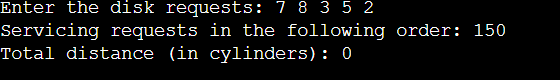 Enter the disk requests: 7 8 3 5 2
Servicing requests in the following order: 150
Total distance (in cylinders): 0